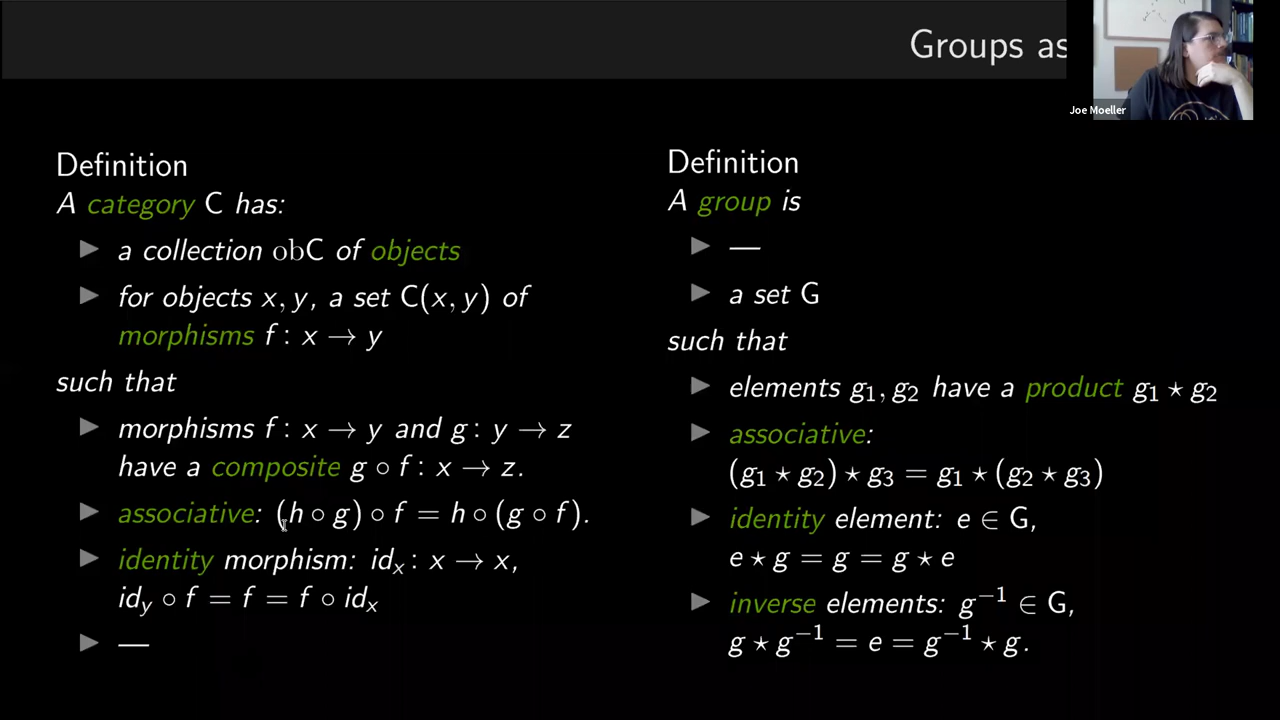 Groups as
Joe Moeller
Definition
A category C has:
▶ a collection obC of objects
▶ for objects x, y, a set C(x, y) of
morphisms f : x → y
such that
▶ morphisms f : x → y and g : y → z
have a composite g ∘ f : x → z.
▶ associative: (h ∘ g) ∘ f = h ∘ (g ∘ f).
▶ identity morphism: idₓ : x → x,
id_y ∘ f = f = f ∘ idₓ
▶ —
Definition
A group is
▶ —
▶ a set G
such that
▶ elements g₁, g₂ have a product g₁ ⋆ g₂
▶ associative:
(g₁ ⋆ g₂) ⋆ g₃ = g₁ ⋆ (g₂ ⋆ g₃)
▶ identity element: e ∈ G,
e ⋆ g = g = g ⋆ e
▶ inverse elements: g⁻¹ ∈ G,
g ⋆ g⁻¹ = e = g⁻¹ ⋆ g.